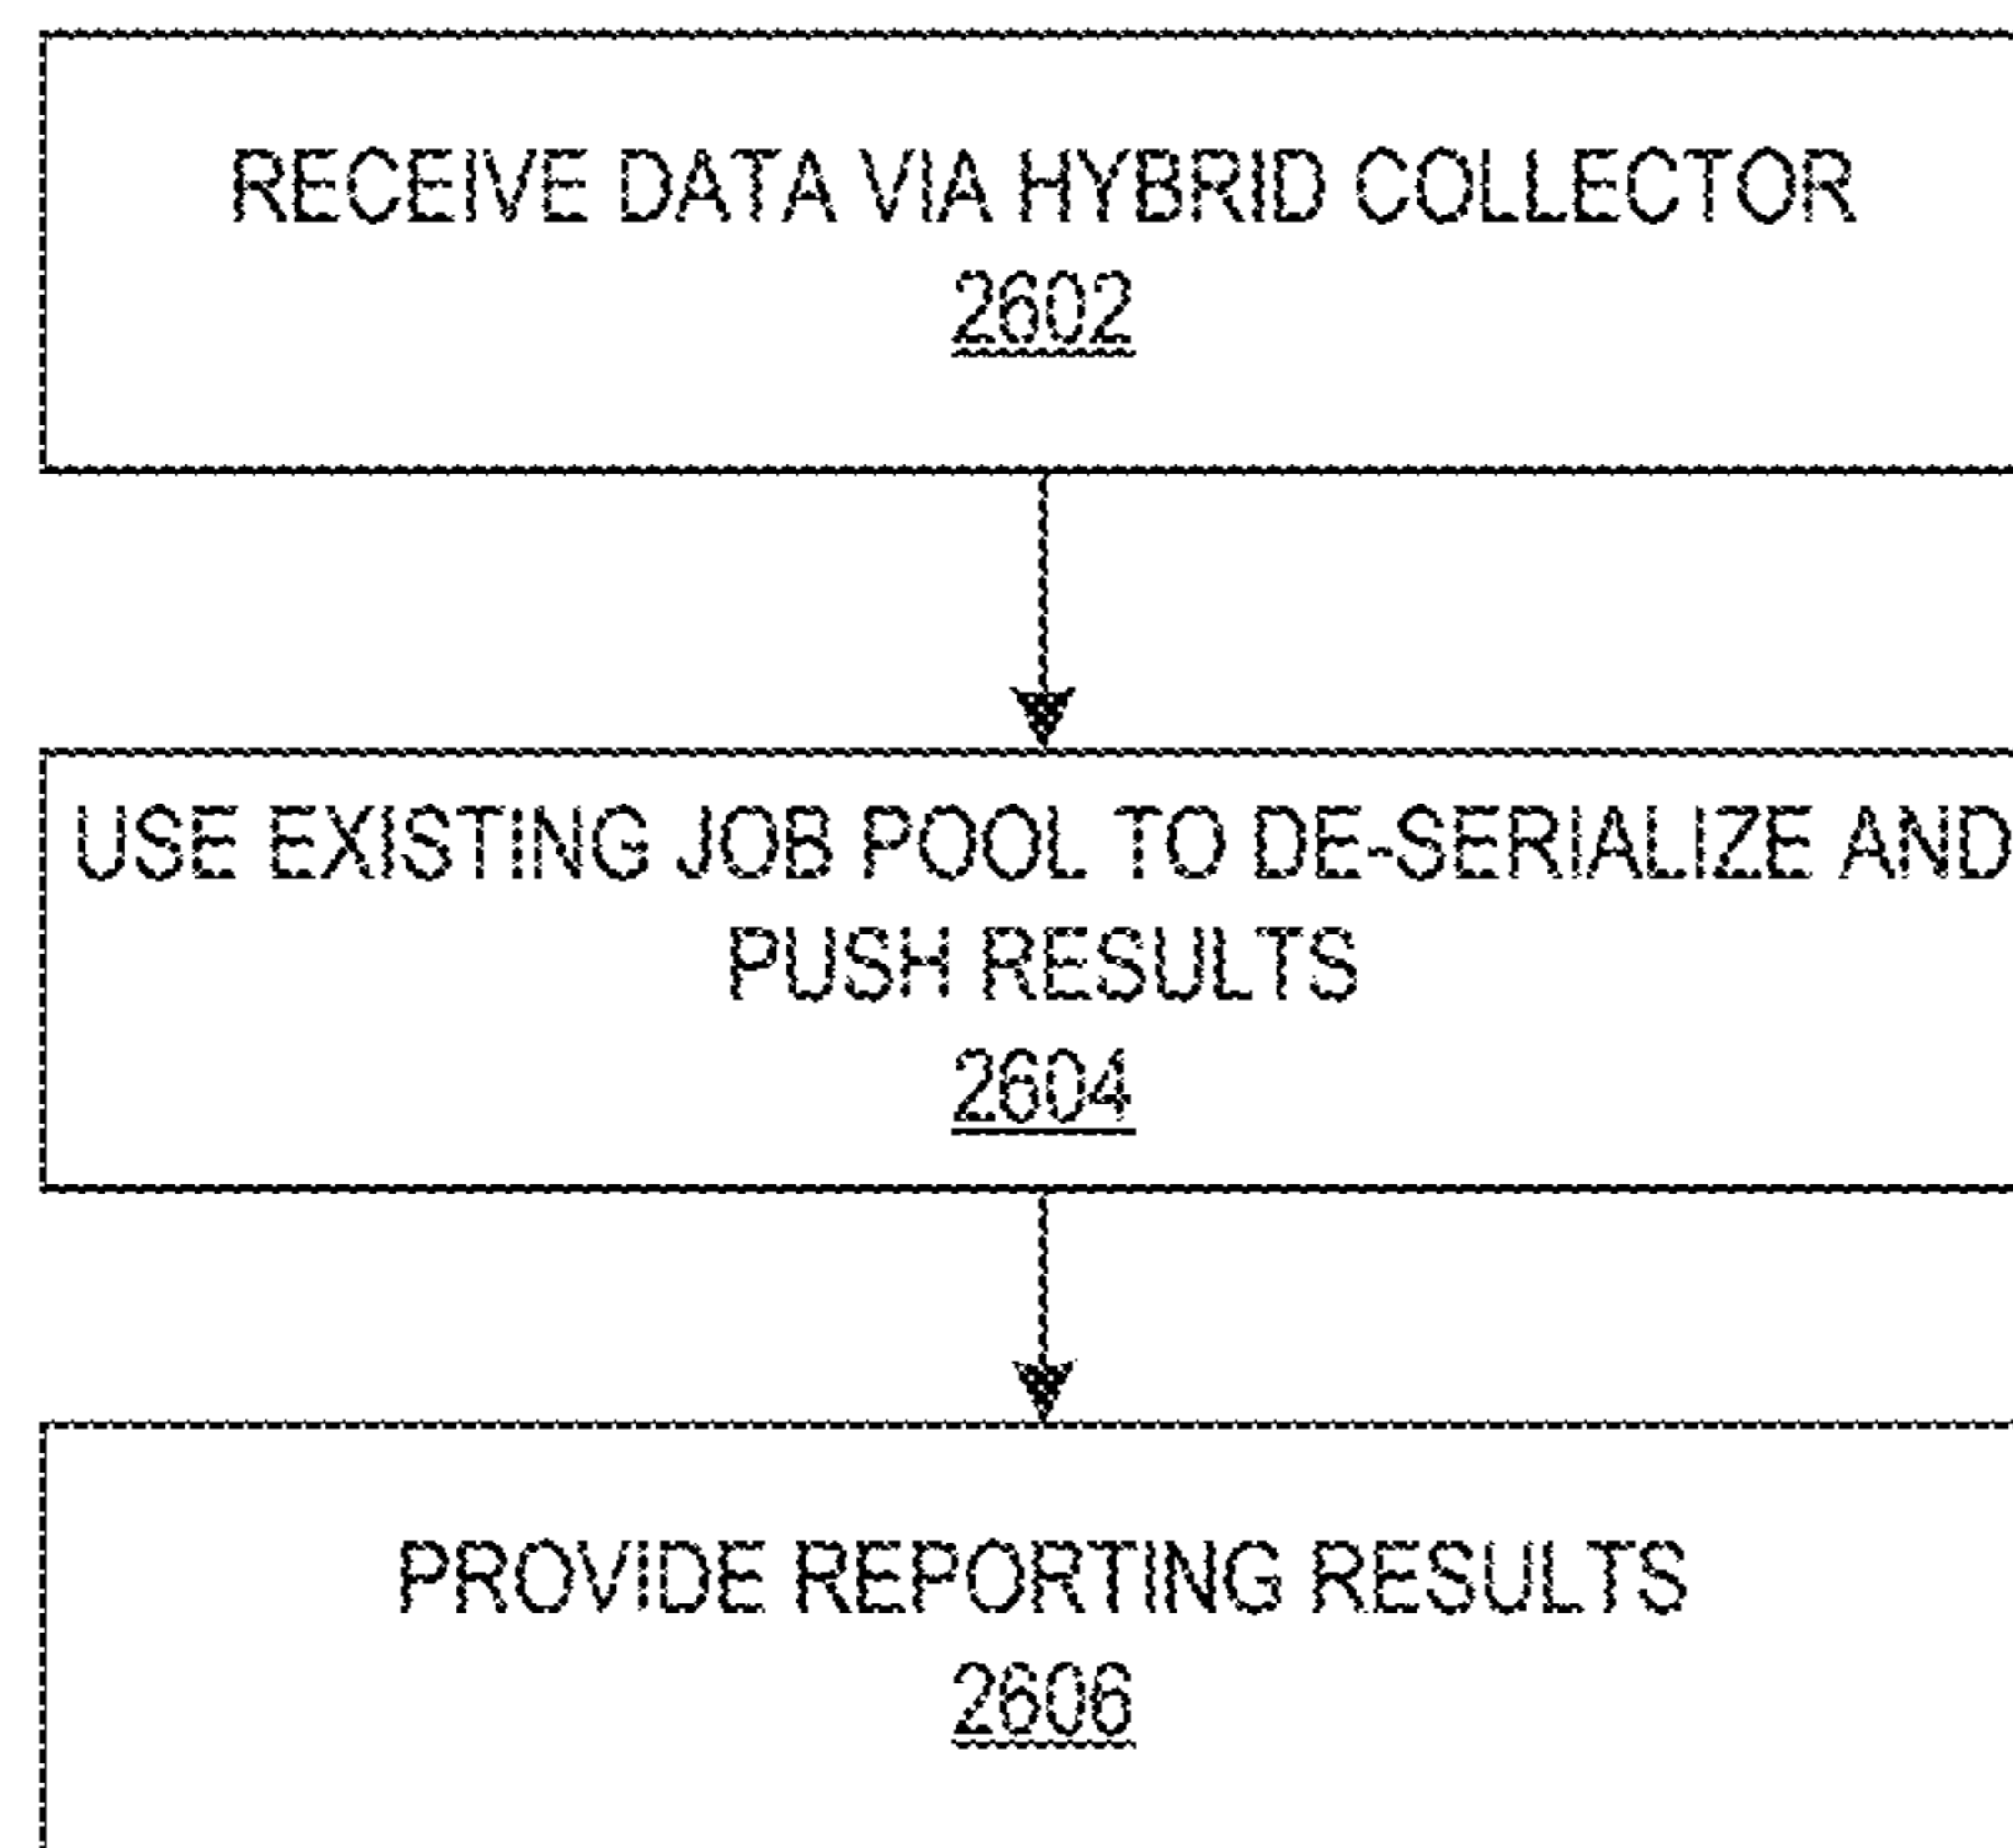 RECEIVE DATA VIA HYBRID COLLECTOR
2602
USE EXISTING JOB POOL TO DE-SERIALIZE AND
PUSH RESULTS
2604
PROVIDE REPORTING RESULTS
2606